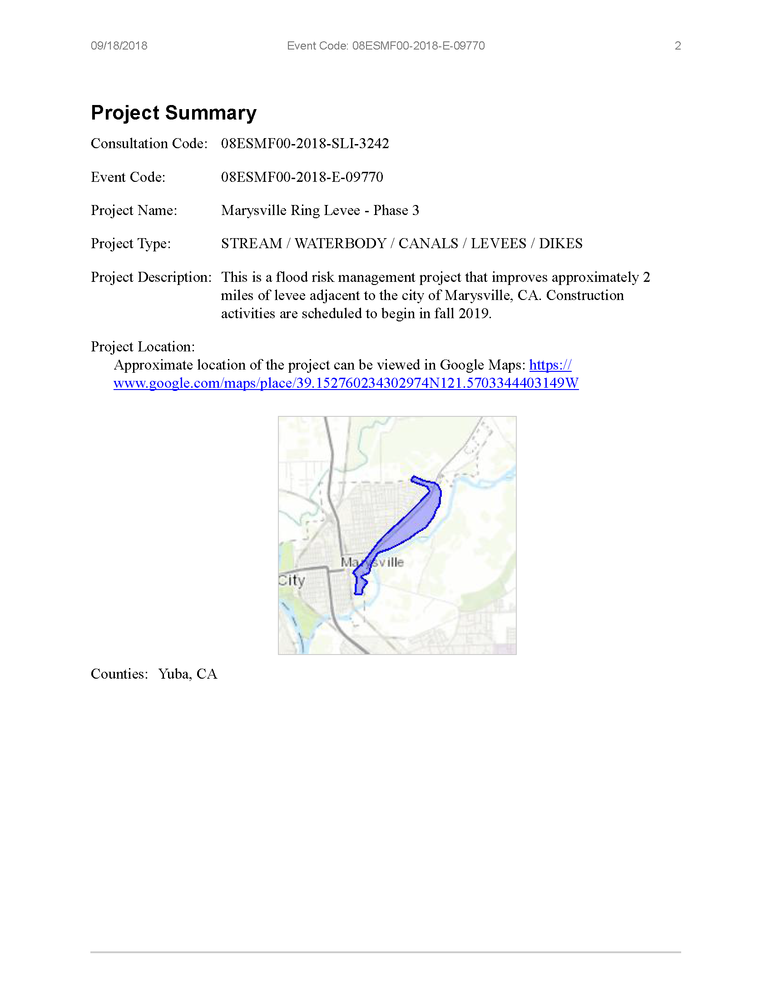 09/18/2018 Event Code: 08ESMF00-2018-E-09770 2
Project Summary
Consultation Code: 08ESMF00-2018-SLI-3242
Event Code: 08ESMF00-2018-E-09770
Project Name: Marysville Ring Levee - Phase 3
Project Type: STREAM / WATERBODY / CANALS / LEVEES / DIKES
Project Description: This is a flood risk management project that improves approximately 2
miles of levee adjacent to the city of Marysville, CA. Construction
activities are scheduled to begin in fall 2019.
Project Location:
Approximate location of the project can be viewed in Google Maps: https://
www.google.com/maps/place/39.152760234302974N121.5703344403149W
Marysville
City
Counties: Yuba, CA